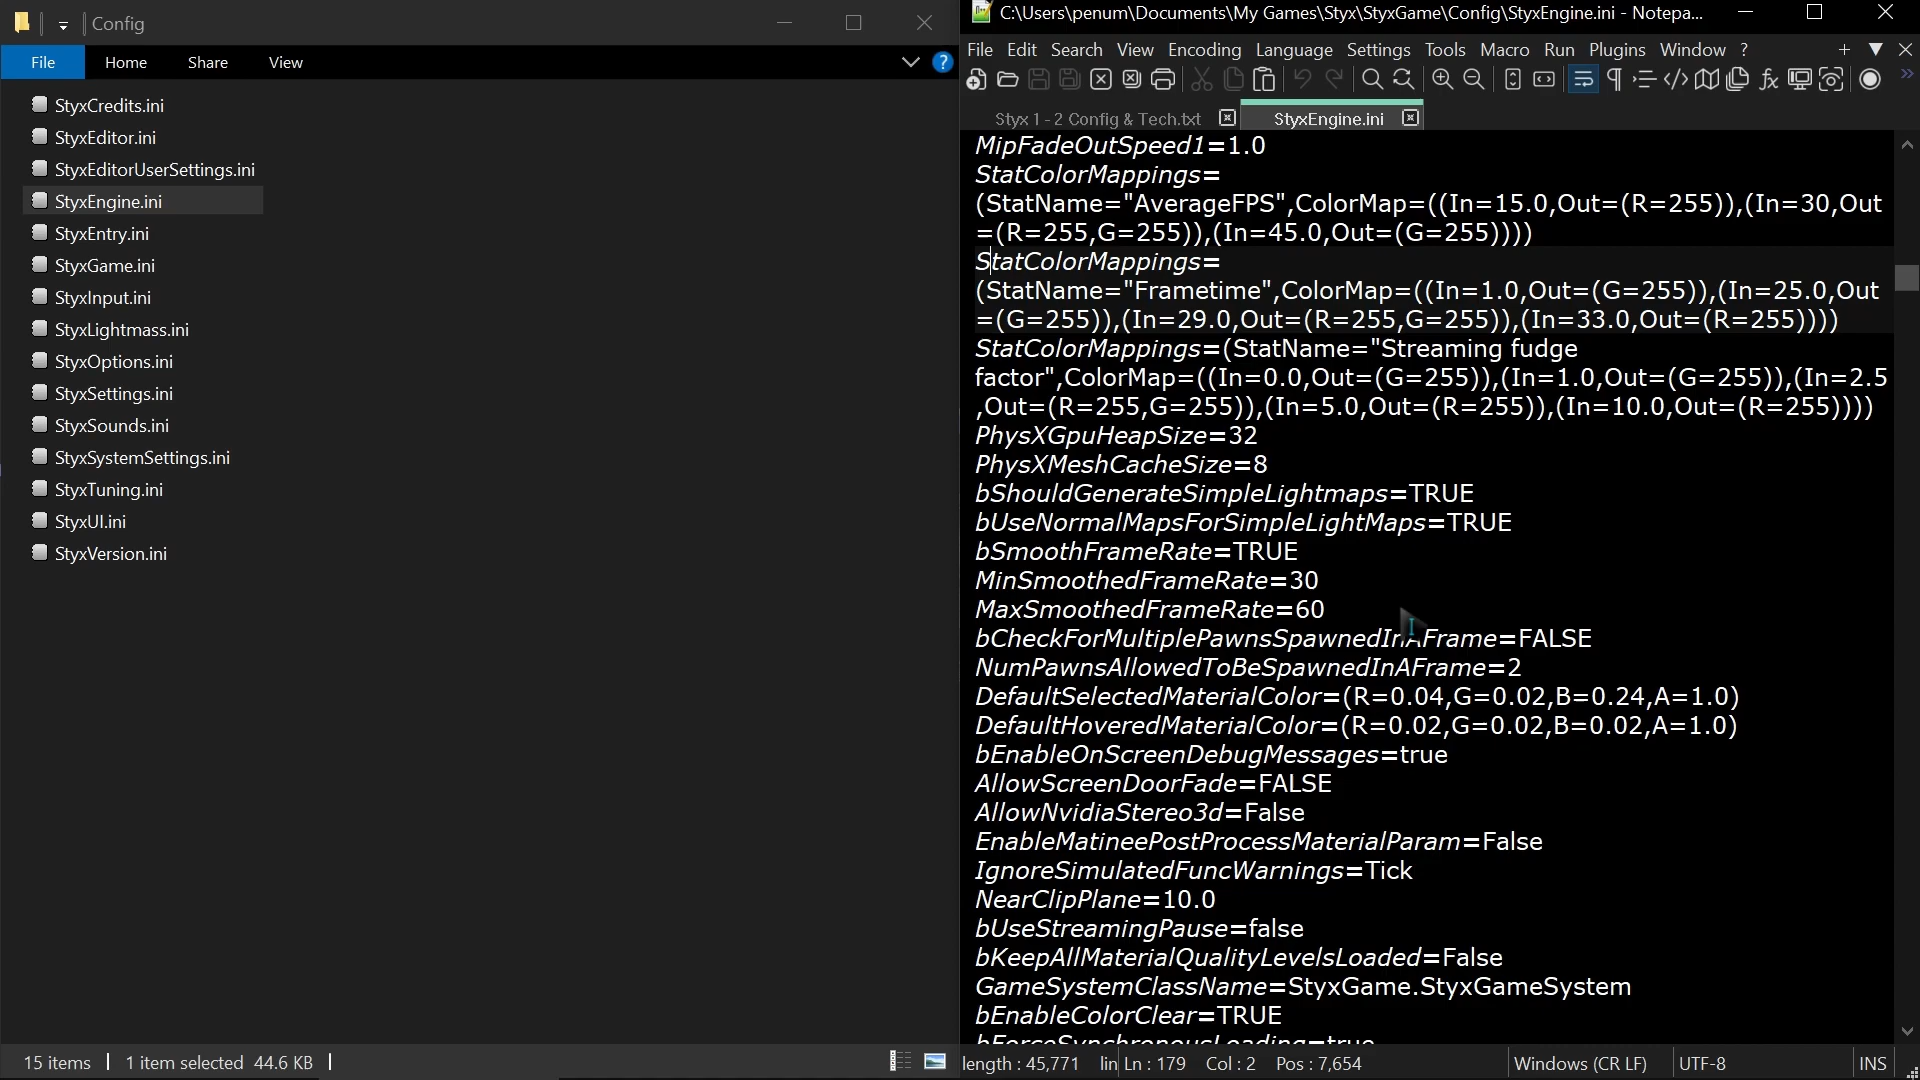 Config
File Home Share View
StyxCredits.ini
StyxEditor.ini
StyxEditorUserSettings.ini
StyxEngine.ini
StyxEntry.ini
StyxGame.ini
StyxInput.ini
StyxLightmass.ini
StyxOptions.ini
StyxSettings.ini
StyxSounds.ini
StyxSystemSettings.ini
StyxTuning.ini
StyxUI.ini
StyxVersion.ini
15 items 1 item selected 44.6 KB
C:\Users\penum\Documents\My Games\Styx\StyxGame\Config\StyxEngine.ini - Notepa...
File Edit Search View Encoding Language Settings Tools Macro Run Plugins Window ?
Styx 1 - 2 Config & Tech.txt StyxEngine.ini
MipFadeOutSpeed1=1.0
StatColorMappings=
(StatName="AverageFPS",ColorMap=((In=15.0,Out=(R=255)),(In=30,Out
=(R=255,G=255)),(In=45.0,Out=(G=255))))
StatColorMappings=
(StatName="Frametime",ColorMap=((In=1.0,Out=(G=255)),(In=25.0,Out
=(G=255)),(In=29.0,Out=(R=255,G=255)),(In=33.0,Out=(R=255))))
StatColorMappings=(StatName="Streaming fudge
factor",ColorMap=((In=0.0,Out=(G=255)),(In=1.0,Out=(G=255)),(In=2.5
,Out=(R=255,G=255)),(In=5.0,Out=(R=255)),(In=10.0,Out=(R=255))))
PhysXGpuHeapSize=32
PhysXMeshCacheSize=8
bShouldGenerateSimpleLightmaps=TRUE
bUseNormalMapsForSimpleLightMaps=TRUE
bSmoothFrameRate=TRUE
MinSmoothedFrameRate=30
MaxSmoothedFrameRate=60
bCheckForMultiplePawnsSpawnedInAFrame=FALSE
NumPawnsAllowedToBeSpawnedInAFrame=2
DefaultSelectedMaterialColor=(R=0.04,G=0.02,B=0.24,A=1.0)
DefaultHoveredMaterialColor=(R=0.02,G=0.02,B=0.02,A=1.0)
bEnableOnScreenDebugMessages=true
AllowScreenDoorFade=FALSE
AllowNvidiaStereo3d=False
EnableMatineePostProcessMaterialParam=False
IgnoreSimulatedFuncWarnings=Tick
NearClipPlane=10.0
bUseStreamingPause=false
bKeepAllMaterialQualityLevelsLoaded=False
GameSystemClassName=StyxGame.StyxGameSystem
bEnableColorClear=TRUE
bForceSynchronousLoading=true
length : 45,771 lin Ln : 179 Col : 2 Pos : 7,654 Windows (CR LF) UTF-8 INS